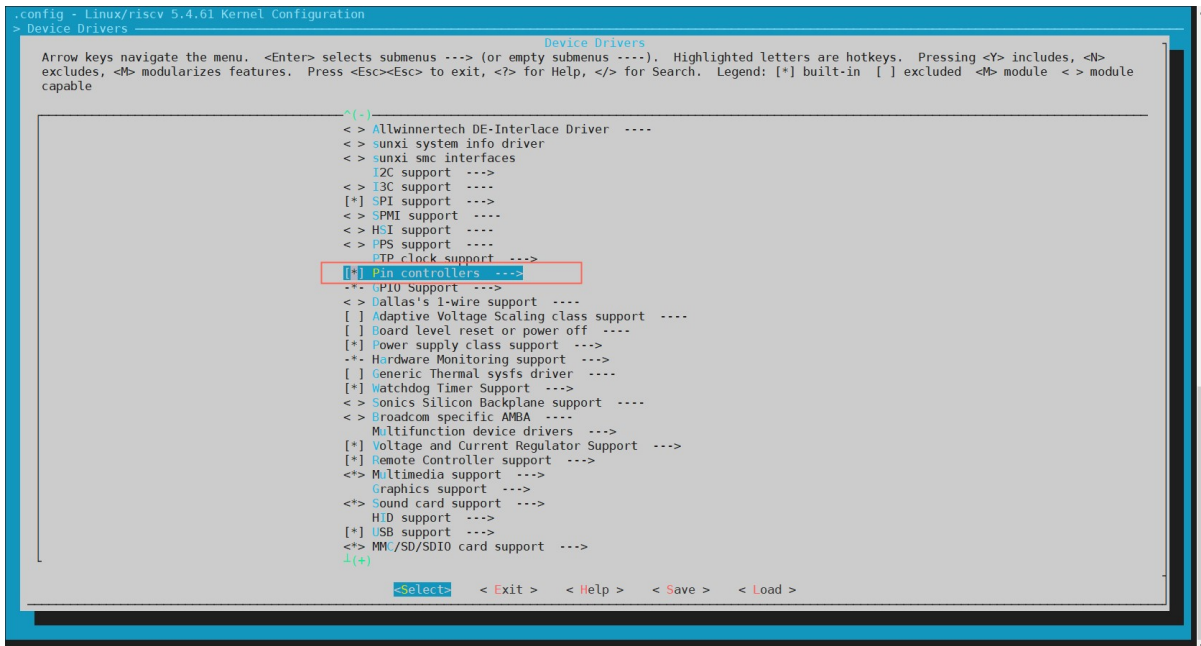 .config - Linux/riscv 5.4.61 Kernel Configuration
> Device Drivers
Device Drivers
Arrow keys navigate the menu.  <Enter> selects submenus ---> (or empty submenus ----).  Highlighted letters are hotkeys.  Pressing <Y> includes, <N>
excludes, <M> modularizes features.  Press <Esc><Esc> to exit, <?> for Help, </> for Search.  Legend: [*] built-in  [ ] excluded  <M> module  < > module
capable
^(-)
< > Allwinnertech DE-Interlace Driver  ----
< > sunxi system info driver
< > sunxi smc interfaces
I2C support  --->
< > I3C support  ----
[*] SPI support  --->
< > SPMI support  ----
< > HSI support  ----
< > PPS support  ----
PTP clock support  --->
[*] Pin controllers  --->
-*- GPIO Support  --->
< > Dallas's 1-wire support  ----
[ ] Adaptive Voltage Scaling class support  ----
[ ] Board level reset or power off  ----
[*] Power supply class support  --->
-*- Hardware Monitoring support  --->
[ ] Generic Thermal sysfs driver  ----
[*] Watchdog Timer Support  --->
< > Sonics Silicon Backplane support  ----
< > Broadcom specific AMBA  ----
Multifunction device drivers  --->
[*] Voltage and Current Regulator Support  --->
[*] Remote Controller support  --->
<*> Multimedia support  --->
Graphics support  --->
<*> Sound card support  --->
HID support  --->
[*] USB support  --->
<*> MMC/SD/SDIO card support  --->
┴(+)
<Select>    < Exit >    < Help >    < Save >    < Load >